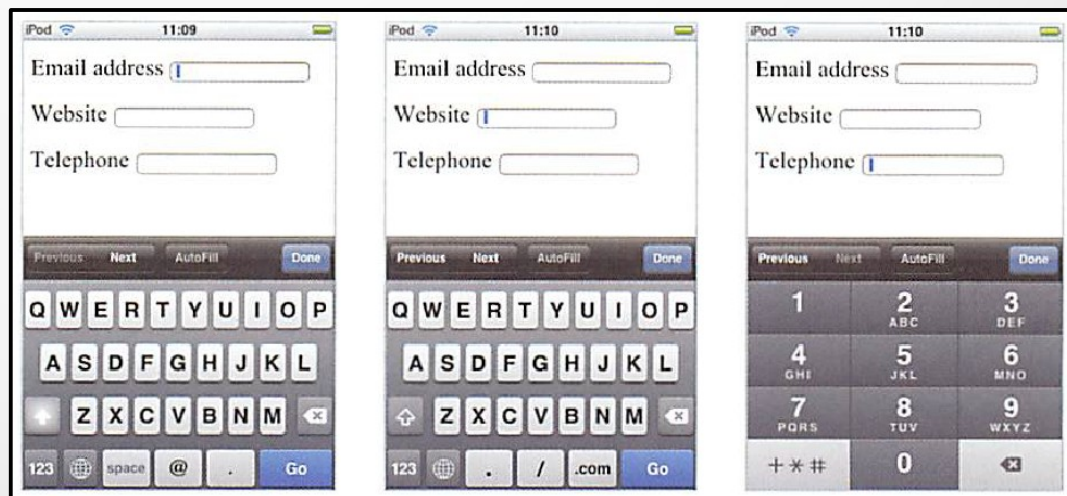 iPod 11:09
Email address
Website
Telephone
Previous Next AutoFill Done
Q W E R T Y U I O P
A S D F G H J K L
Z X C V B N M
123 space @ . Go
iPod 11:10
Email address
Website
Telephone
Previous Next AutoFill Done
Q W E R T Y U I O P
A S D F G H J K L
Z X C V B N M
123 . / .com Go
iPod 11:10
Email address
Website
Telephone
Previous Next AutoFill Done
1 2 3
ABC DEF
4 5 6
GHI JKL MNO
7 8 9
PQRS TUV WXYZ
+*# 0